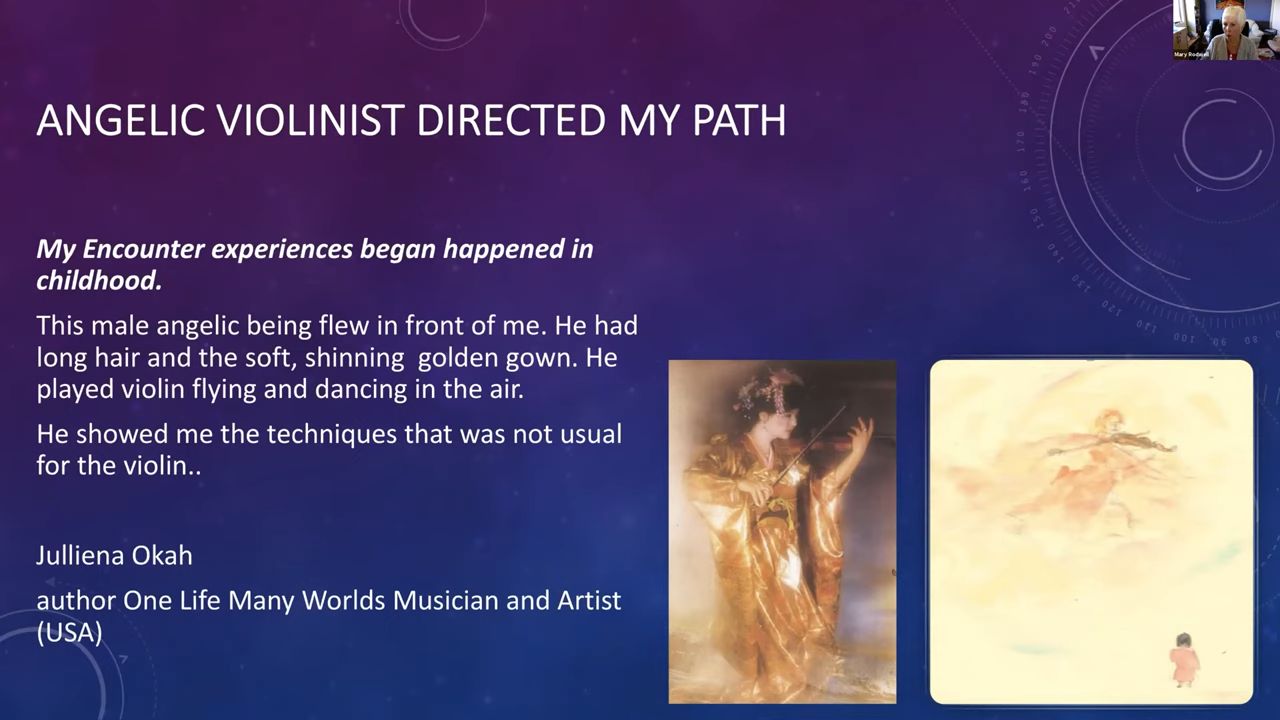 Mary Rodwell
ANGELIC VIOLINIST DIRECTED MY PATH
My Encounter experiences began happened in
childhood.
This male angelic being flew in front of me. He had
long hair and the soft, shinning golden gown. He
played violin flying and dancing in the air.
He showed me the techniques that was not usual
for the violin..
Julliena Okah
author One Life Many Worlds Musician and Artist
(USA)